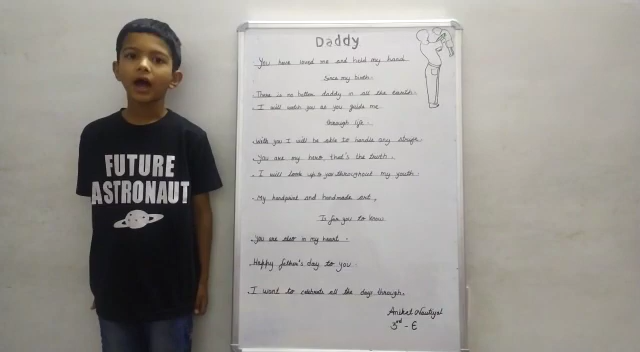 FUTURE
ASTRONAUT
Daddy
You have loved me and held my hand
Since my birth.
There is no better daddy in all the Earth.
I will watch you as you guide me
through life.
With you I will be able to handle any
You are my hero, that's the truth.
I will look up to you throughout my youth.
My handprint and handmade art,
Is for you to know
You are in my heart.
Happy father's day to you.
I want to celebrate all the day through.
Aniket Nautiyal
3rd - E